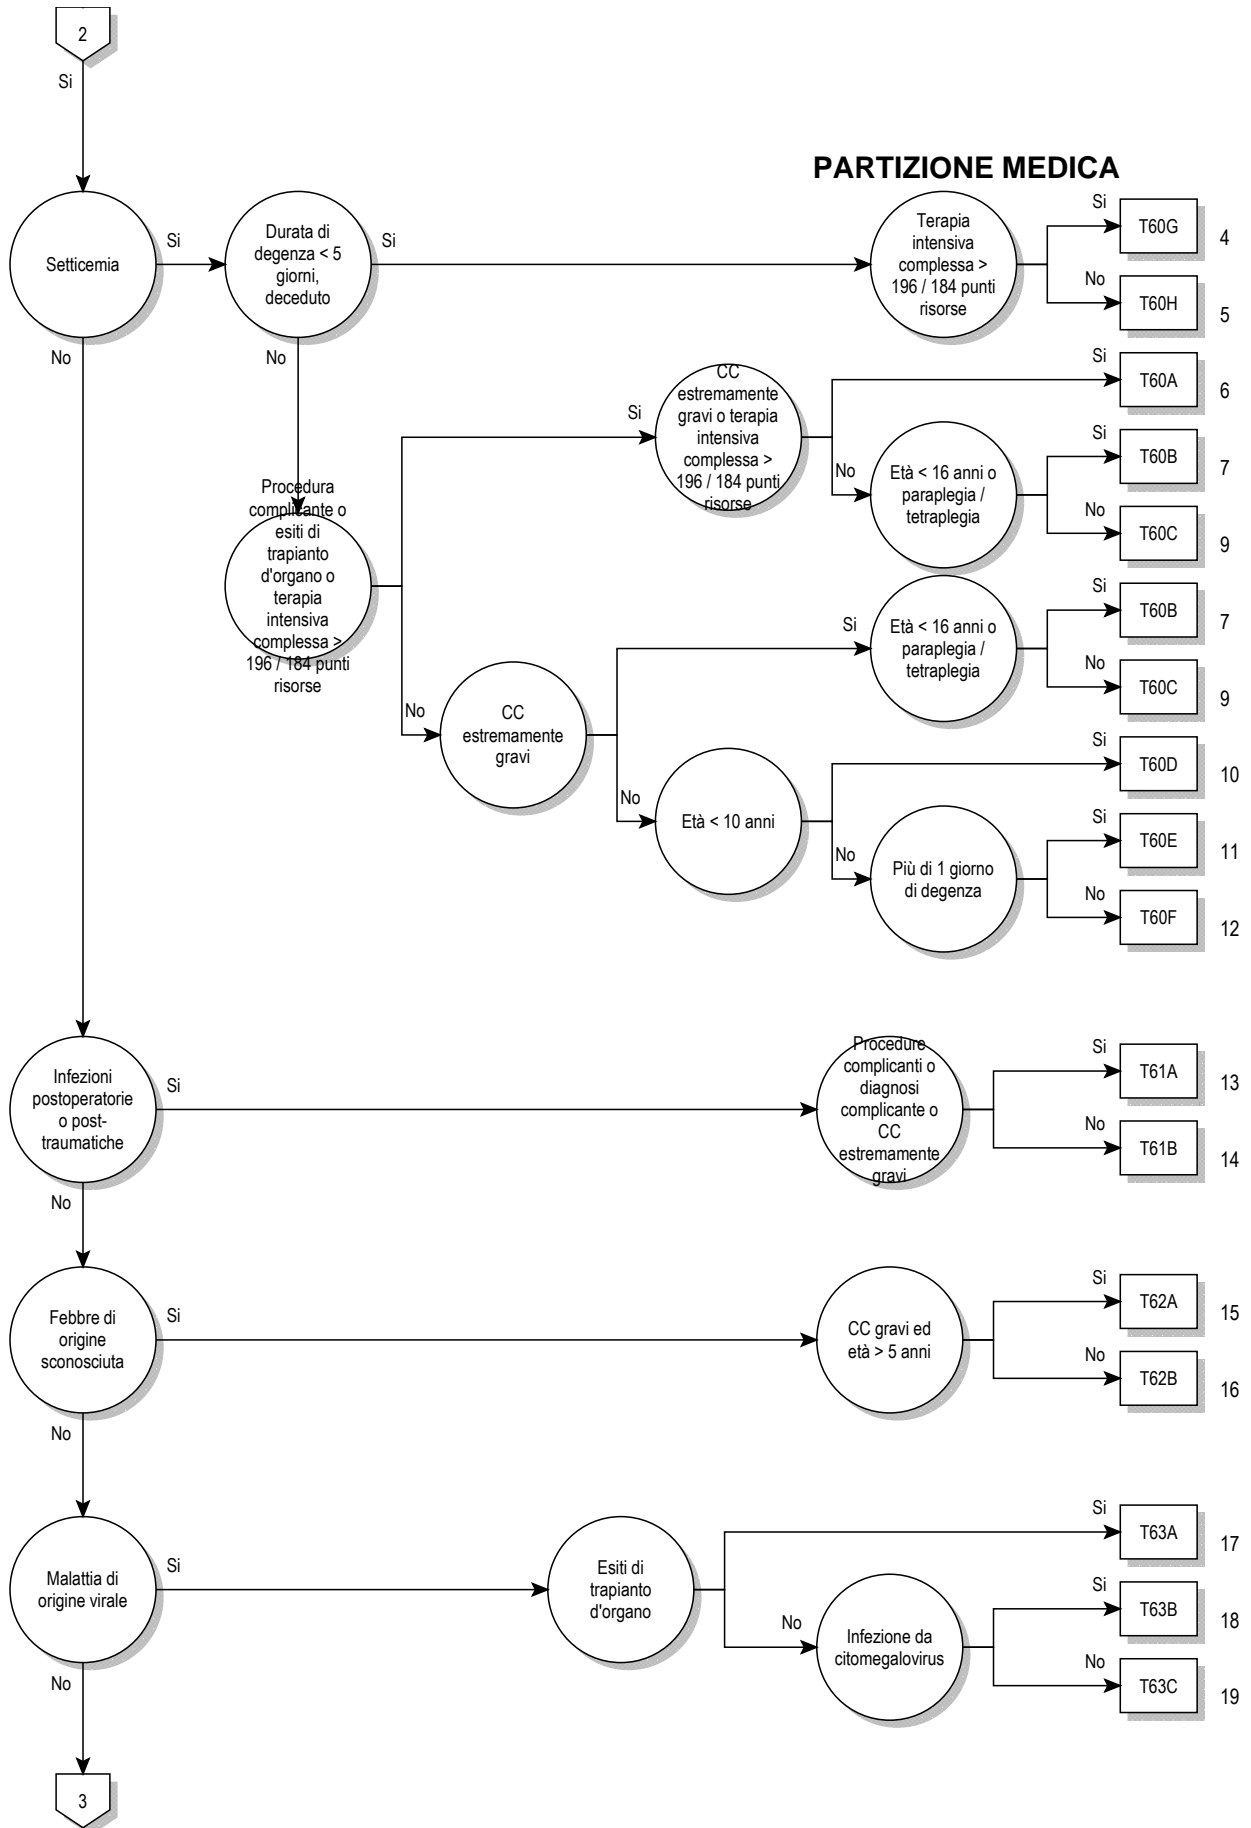 2
Si
PARTIZIONE MEDICA
Setticemia
Si
Durata di
degenza < 5
giorni,
deceduto
Si
Terapia
intensiva
complessa >
196 / 184 punti
risorse
Si
T60G
4
No
T60H
5
No
No
Procedura
complicante o
esiti di
trapianto
d'organo o
terapia
intensiva
complessa >
196 / 184 punti
risorse
Si
CC
estremamente
gravi o terapia
intensiva
complessa >
196 / 184 punti
risorse
Si
T60A
6
No
Età < 16 anni o
paraplegia /
tetraplegia
Si
T60B
7
No
T60C
9
No
CC
estremamente
gravi
Si
Età < 16 anni o
paraplegia /
tetraplegia
Si
T60B
7
No
T60C
9
No
Età < 10 anni
Si
T60D
10
No
Più di 1 giorno
di degenza
Si
T60E
11
No
T60F
12
Infezioni
postoperatorie
o post-
traumatiche
Si
Procedure
complicanti o
diagnosi
complicante o
CC
estremamente
gravi
Si
T61A
13
No
T61B
14
No
Febbre di
origine
sconosciuta
Si
CC gravi ed
età > 5 anni
Si
T62A
15
No
T62B
16
No
Malattia di
origine virale
Si
Esiti di
trapianto
d'organo
Si
T63A
17
No
Infezione da
citomegalovirus
Si
T63B
18
No
T63C
19
No
3